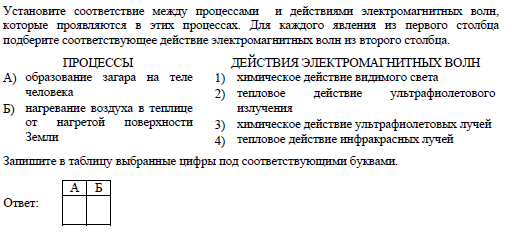 Установите соответствие между процессами и действиями электромагнитных волн,
которые проявляются в этих процессах. Для каждого явления из первого столбца
подберите соответствующее действие электромагнитных волн из второго столбца.
ПРОЦЕССЫ
А) образование загара на теле
человека
Б) нагревание воздуха в теплице
от нагретой поверхности
Земли
ДЕЙСТВИЯ ЭЛЕКТРОМАГНИТНЫХ ВОЛН
1) химическое действие видимого света
2) тепловое действие ультрафиолетового
излучения
3) химическое действие ультрафиолетовых лучей
4) тепловое действие инфракрасных лучей
Запишите в таблицу выбранные цифры под соответствующими буквами.
А Б
Ответ: